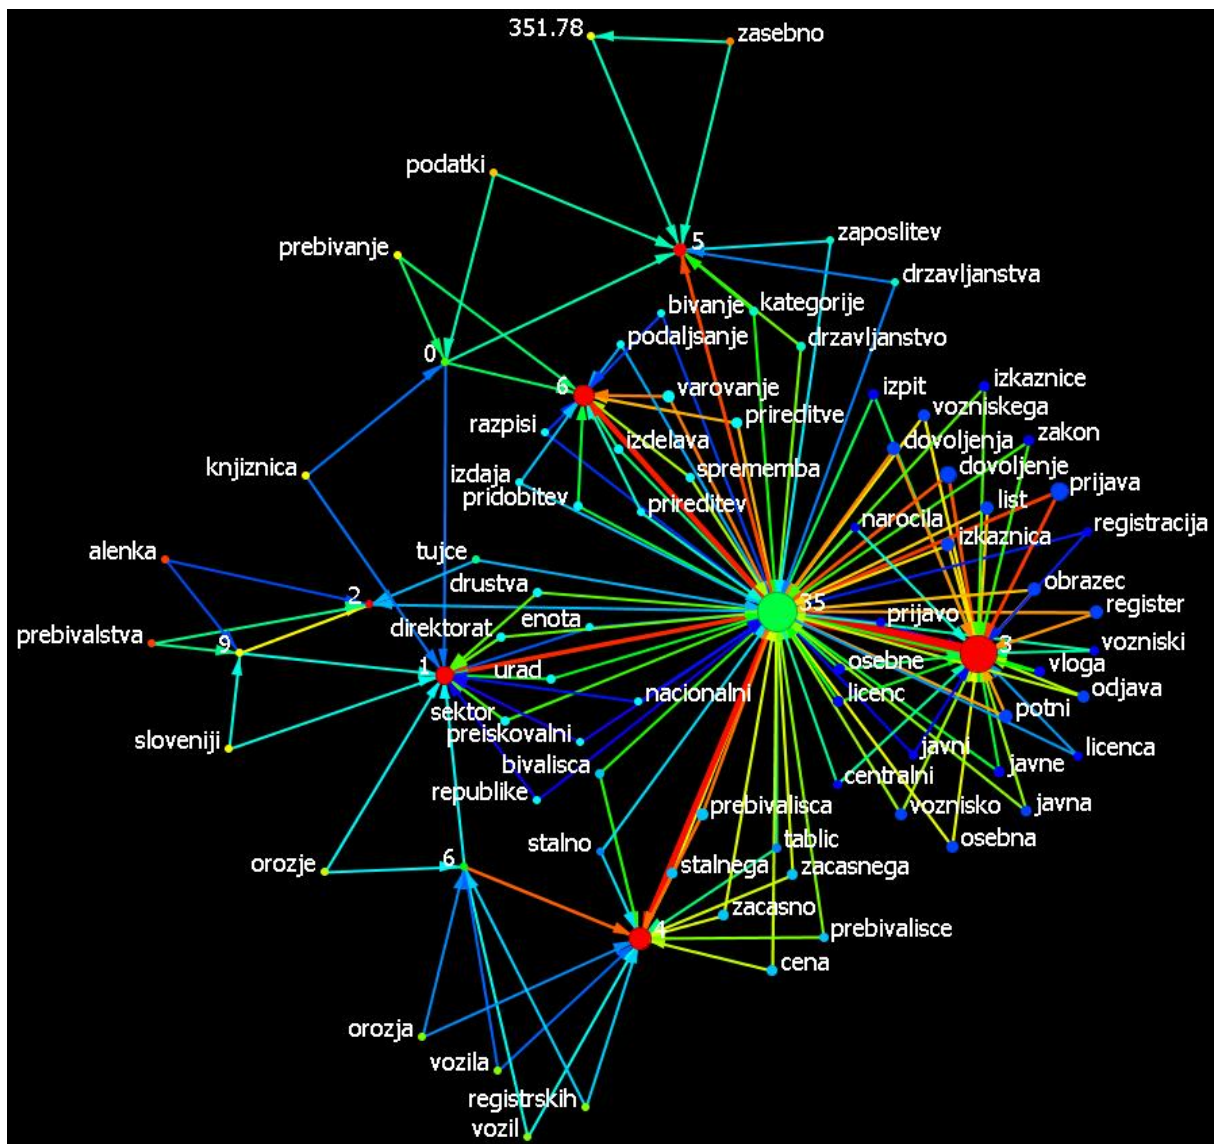 351.78
zasebno
podatki
prebivanje
5
zaposlitev
drzavljanstva
bivanje
kategorije
podaljsanje
drzavljanstvo
0
6
varovanje
izpit
izkaznice
prireditve
vozniskega
razpisi
izdelava
dovoljenja
zakon
knjiznica
izdaja
sprememba
dovoljenje
prijava
pridobitev
prireditev
narocila
list
registracija
alenka
tujce
izkaznica
drustva
obrazec
2
35
prijavo
register
prebivalstva
9
direktorat
enota
3
vozniski
1
urad
osebne
vloga
nacionalni
licenc
odjava
sektor
potni
sloveniji
preiskovalni
javni
licenca
bivalisca
centralni
javne
republike
prebivalisca
voznisko
javna
stalno
tablic
osebna
orozje
6
stalnega
zacasnega
zacasno
4
prebivalisce
cena
orozja
vozila
registrskih
vozil